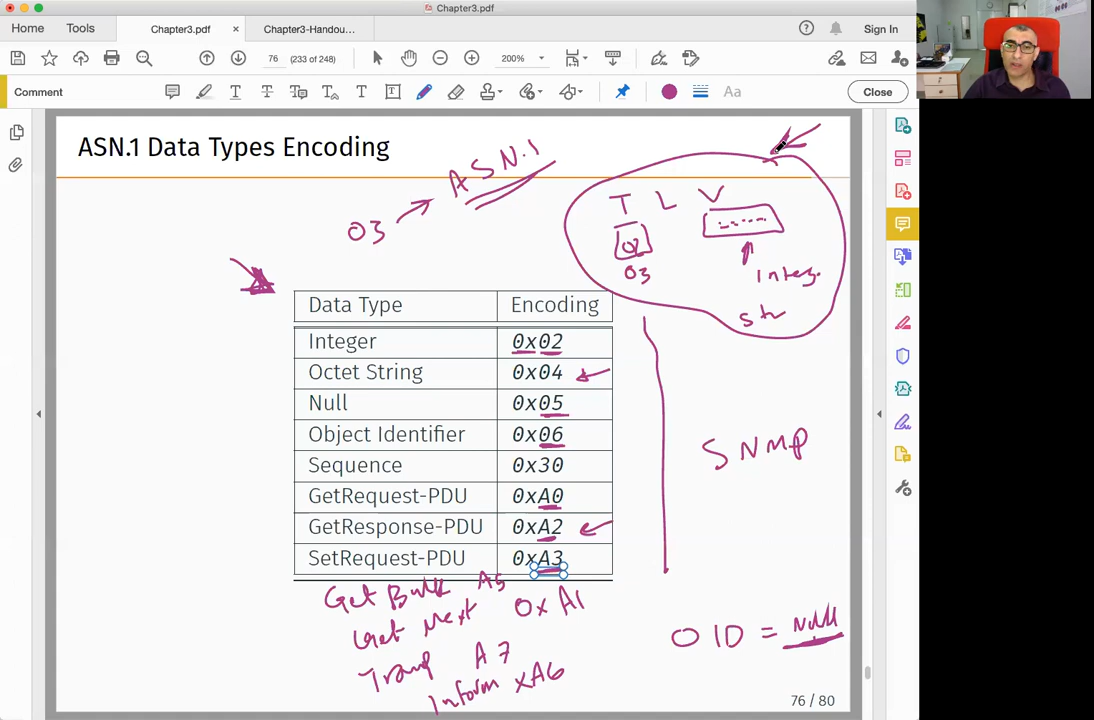 Chapter3.pdf
Home Tools Chapter3.pdf × Chapter3-Handou... Sign In
76 (233 of 248) 200%
Comment Close
ASN.1 Data Types Encoding
03 ASN.1
T L V
02
03
Integ.
str
Data Type Encoding
Integer 0x02
Octet String 0x04
Null 0x05
Object Identifier 0x06
Sequence 0x30
GetRequest-PDU 0xA0
GetResponse-PDU 0xA2
SetRequest-PDU 0xA3
SNMP
Get Bulk A5
Get Next 0xA1
Trap A7
Inform xA6
OID = Null
76 / 80